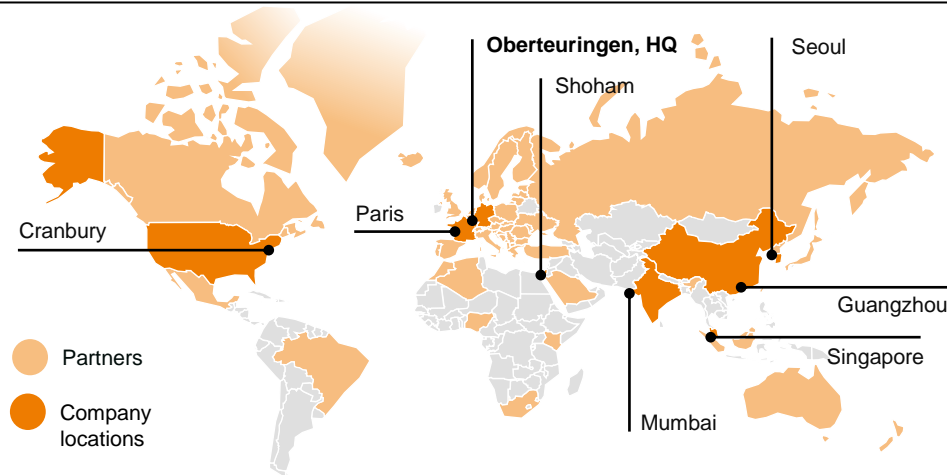 Oberteuringen, HQ
Seoul
Shoham
Paris
Cranbury
Guangzhou
Partners
Singapore
Company
locations
Mumbai